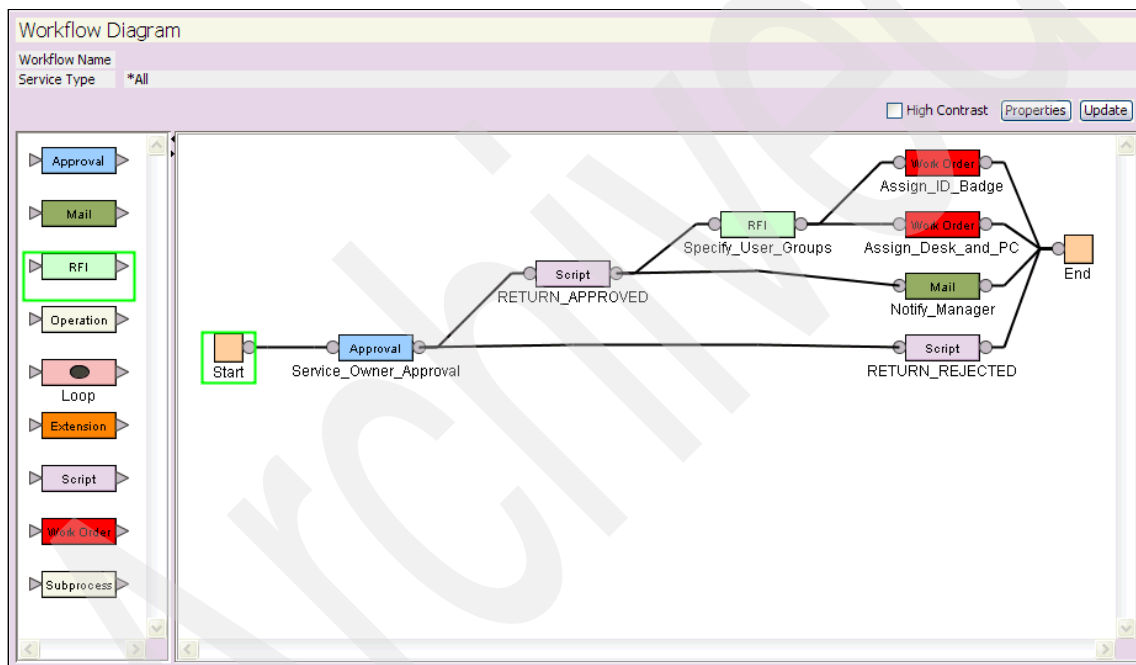 Workflow Diagram
Workflow Name
Service Type *All
High Contrast Properties Update
Approval
Mail
RFI
Operation
Loop
Extension
Script
Work Order
Subprocess
Start
Approval
Service_Owner_Approval
Script
RETURN_APPROVED
RFI
Specify_User_Groups
Work Order
Assign_ID_Badge
Work Order
Assign_Desk_and_PC
Mail
Notify_Manager
Script
RETURN_REJECTED
End
Archived